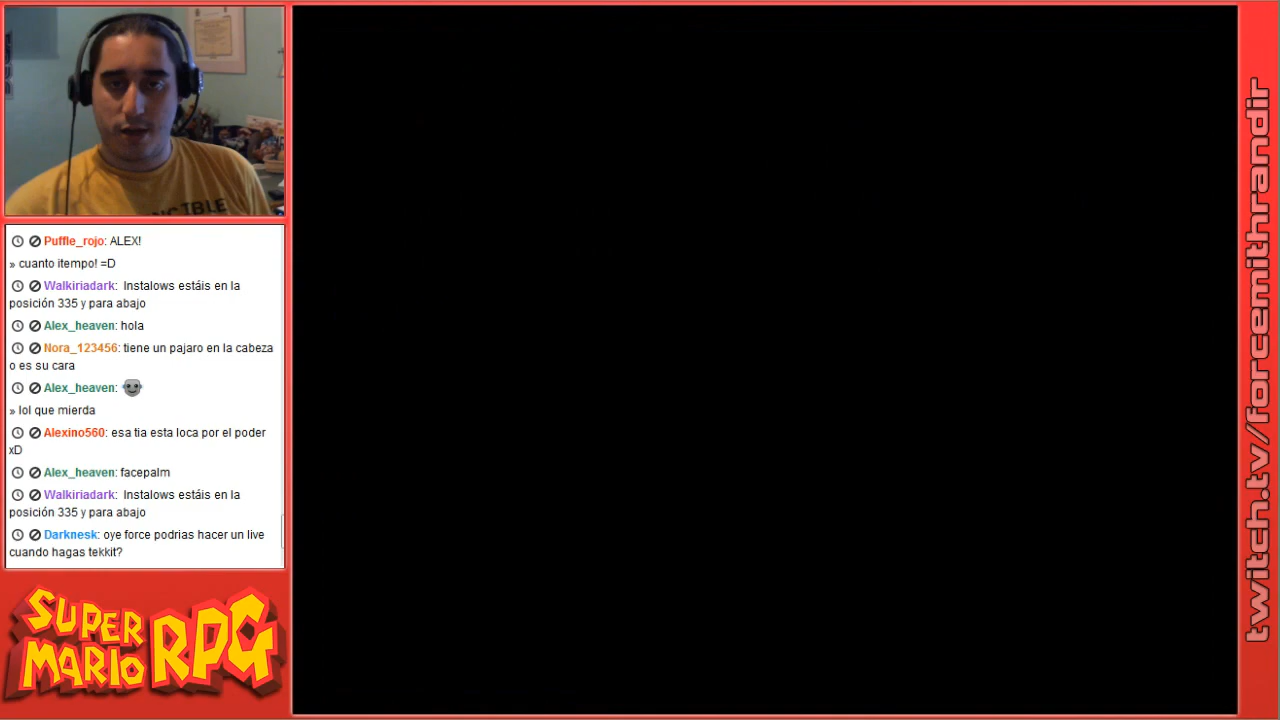 NCIBLE
Puffle_rojo: ALEX!
» cuanto itempo! =D
Walkiriadark: Instalows estáis en la
posición 335 y para abajo
Alex_heaven: hola
Nora_123456: tiene un pajaro en la cabeza
o es su cara
Alex_heaven:
» lol que mierda
Alexino560: esa tia esta loca por el poder
xD
Alex_heaven: facepalm
Walkiriadark: Instalows estáis en la
posición 335 y para abajo
Darknesk: oye force podrias hacer un live
cuando hagas tekkit?
SUPER
MARIO RPG
twitch.tv/forcemithrandir